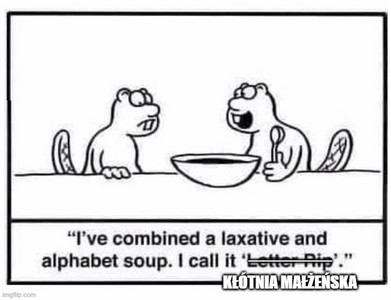 “I've combined a laxative and
alphabet soup. I call it ‘Letter Rip’.”
KŁÓTNIA MAŁŻEŃSKA
imgflip.com